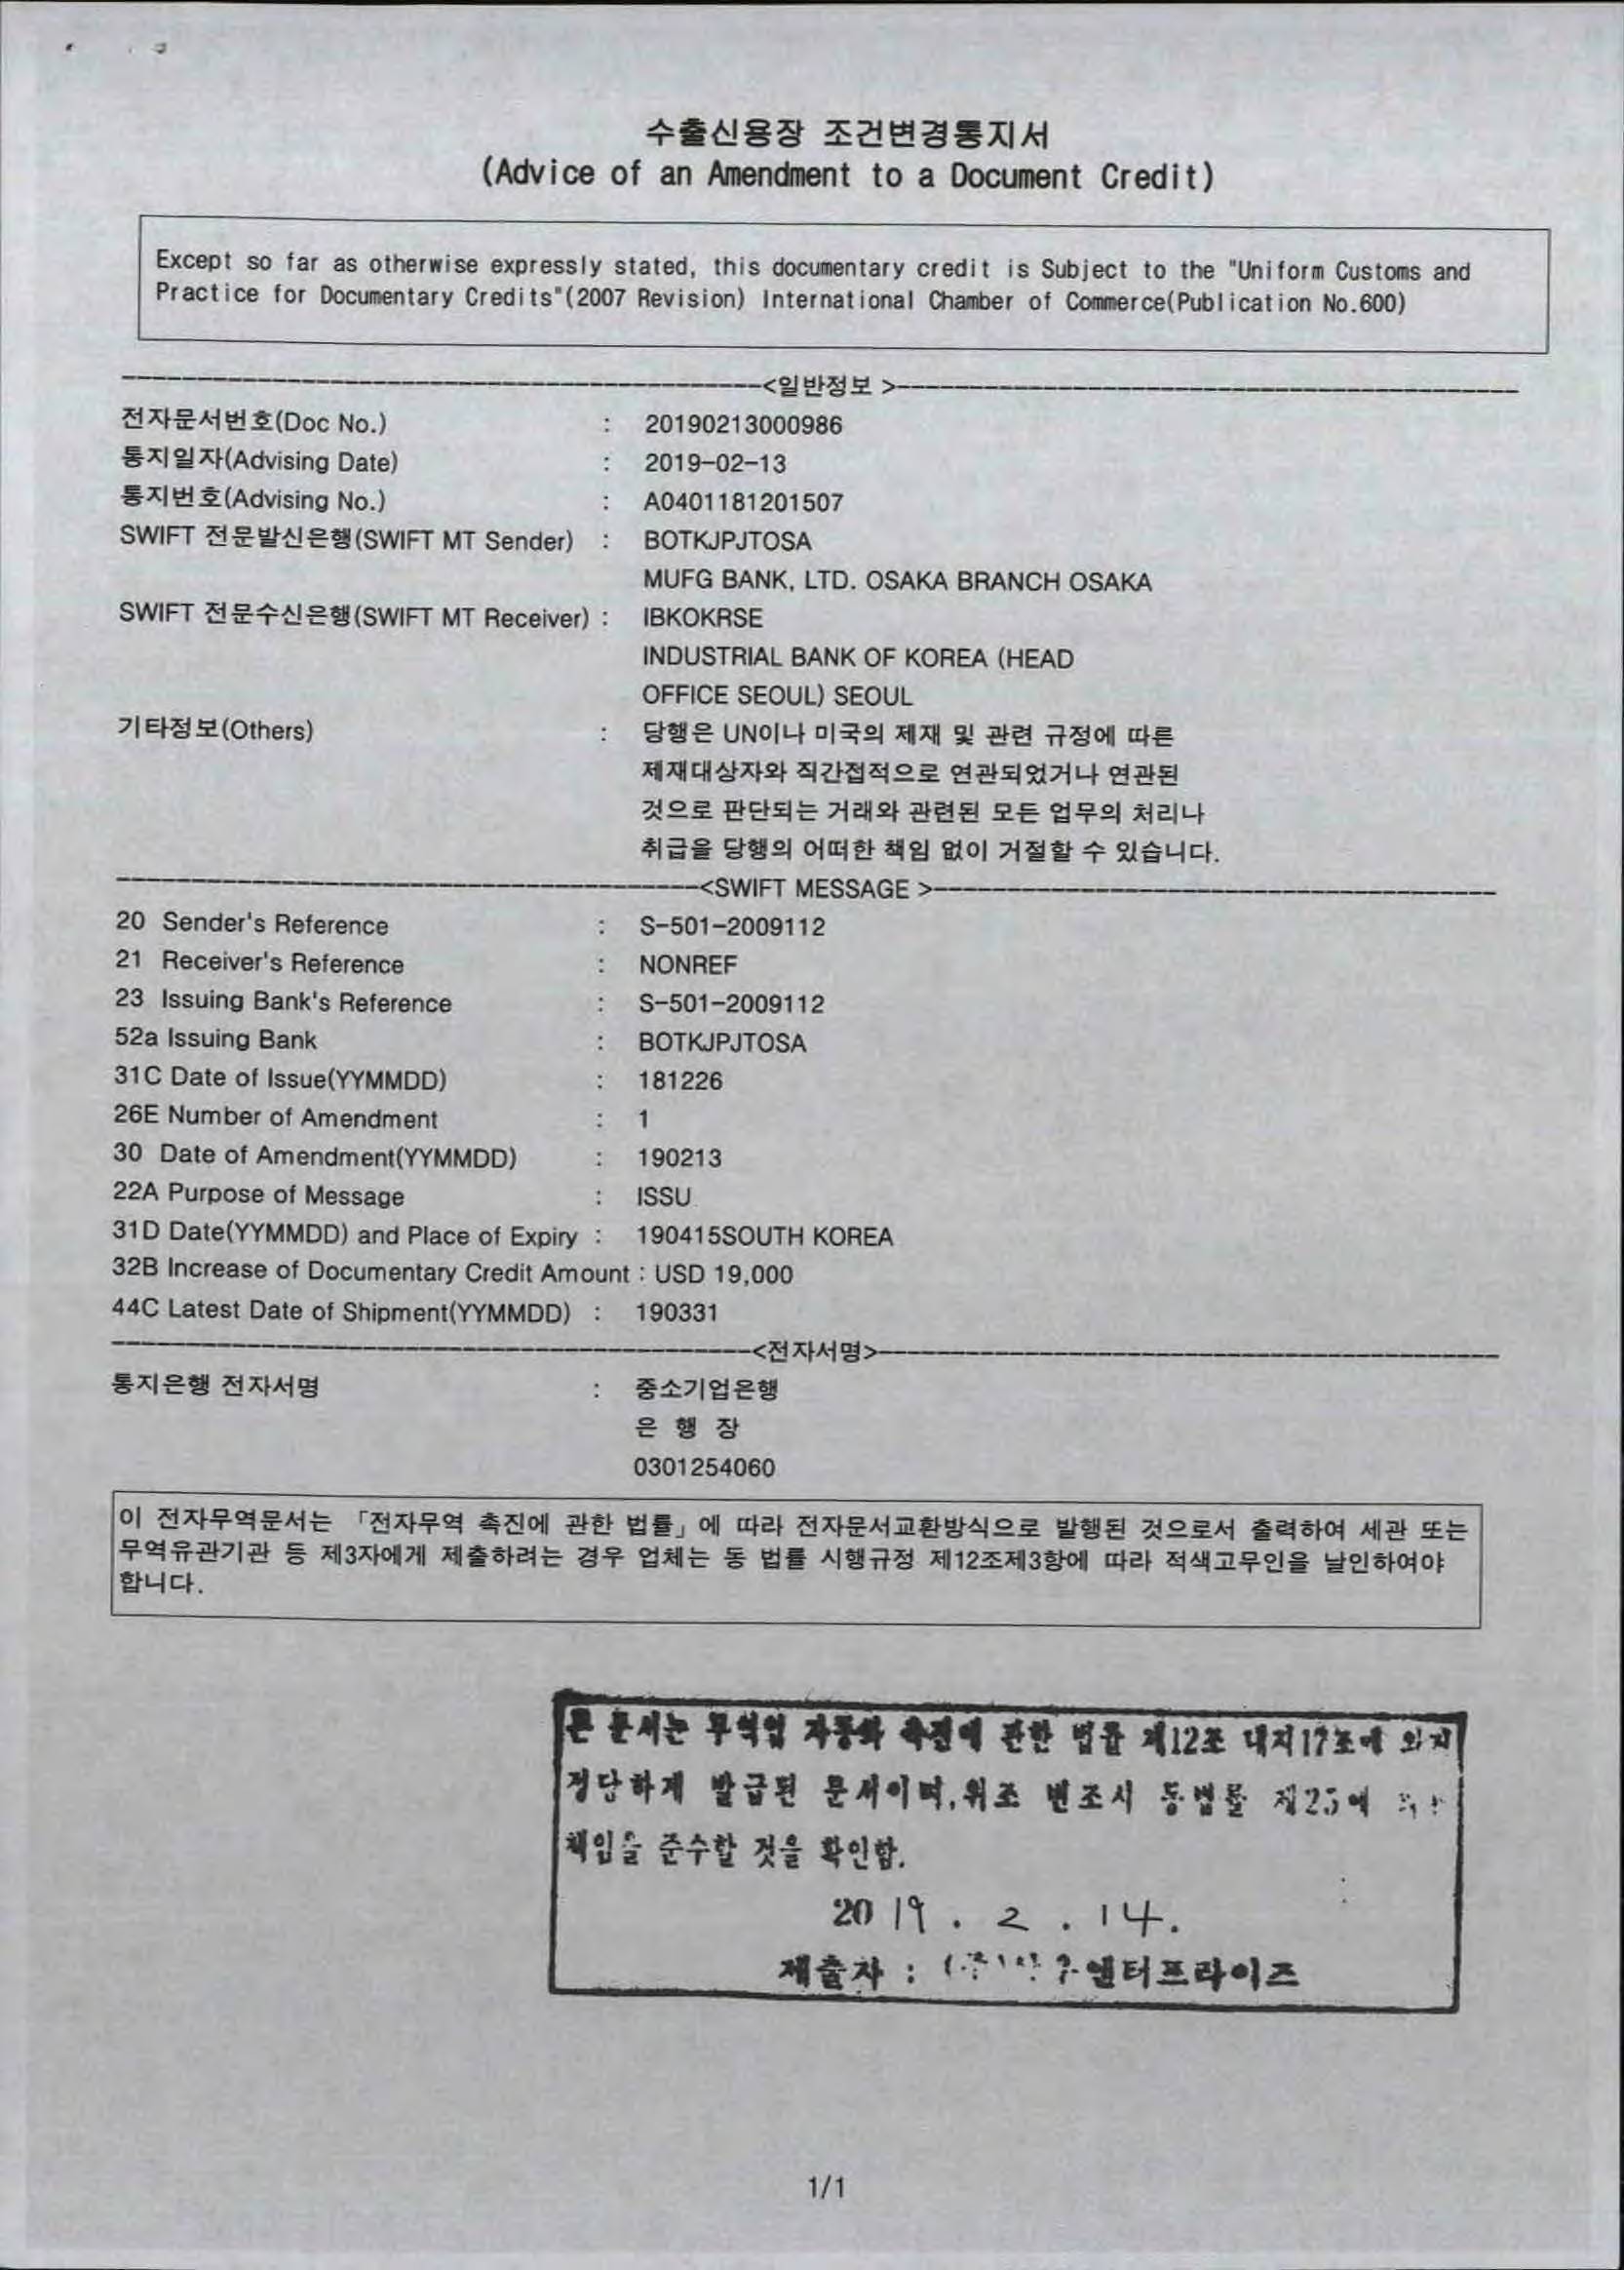 수출신용장 조건변경통지서
(Advice of an Amendment to a Document Credit)
Except so far as otherwise expressly stated, this documentary credit is Subject to the "Uniform Customs and
Practice for Documentary Credits"(2007 Revision) International Chamber of Commerce(Publication No.600)
<일반정보 >
전자문서번호(Doc No.) : 20190213000986
통지일자(Advising Date) : 2019-02-13
통지번호(Advising No.) : A0401181201507
SWIFT 전문발신은행(SWIFT MT Sender) : BOTKJPJTOSA
MUFG BANK, LTD. OSAKA BRANCH OSAKA
SWIFT 전문수신은행(SWIFT MT Receiver) : IBKOKRSE
INDUSTRIAL BANK OF KOREA (HEAD
OFFICE SEOUL) SEOUL
기타정보(Others) : 당행은 UN이나 미국의 제재 및 관련 규정에 따른
제재대상자와 직간접적으로 연관되었거나 연관된
것으로 판단되는 거래와 관련된 모든 업무의 처리나
취급을 당행의 어떠한 책임 없이 거절할 수 있습니다.
<SWIFT MESSAGE >
20 Sender's Reference : S-501-2009112
21 Receiver's Reference : NONREF
23 Issuing Bank's Reference : S-501-2009112
52a Issuing Bank : BOTKJPJTOSA
31C Date of Issue(YYMMDD) : 181226
26E Number of Amendment : 1
30 Date of Amendment(YYMMDD) : 190213
22A Purpose of Message : ISSU
31D Date(YYMMDD) and Place of Expiry : 190415SOUTH KOREA
32B Increase of Documentary Credit Amount : USD 19,000
44C Latest Date of Shipment(YYMMDD) : 190331
<전자서명>
통지은행 전자서명 : 중소기업은행
은 행 장
0301254060
이 전자무역문서는 「전자무역 촉진에 관한 법률」에 따라 전자문서교환방식으로 발행된 것으로서 출력하여 세관 또는
무역유관기관 등 제3자에게 제출하려는 경우 업체는 동 법률 시행규정 제12조제3항에 따라 적색고무인을 날인하여야
합니다.
본 문서는 무역업 자동화 촉진에 관한 법률 제12조 내지17조에 의거
정당하게 발급된 문서이며,위조 변조시 동법률 제25에
책임을 준수할 것을 확인함.
2019 . 2 . 14.
제출자 : 엔터프라이즈
1/1